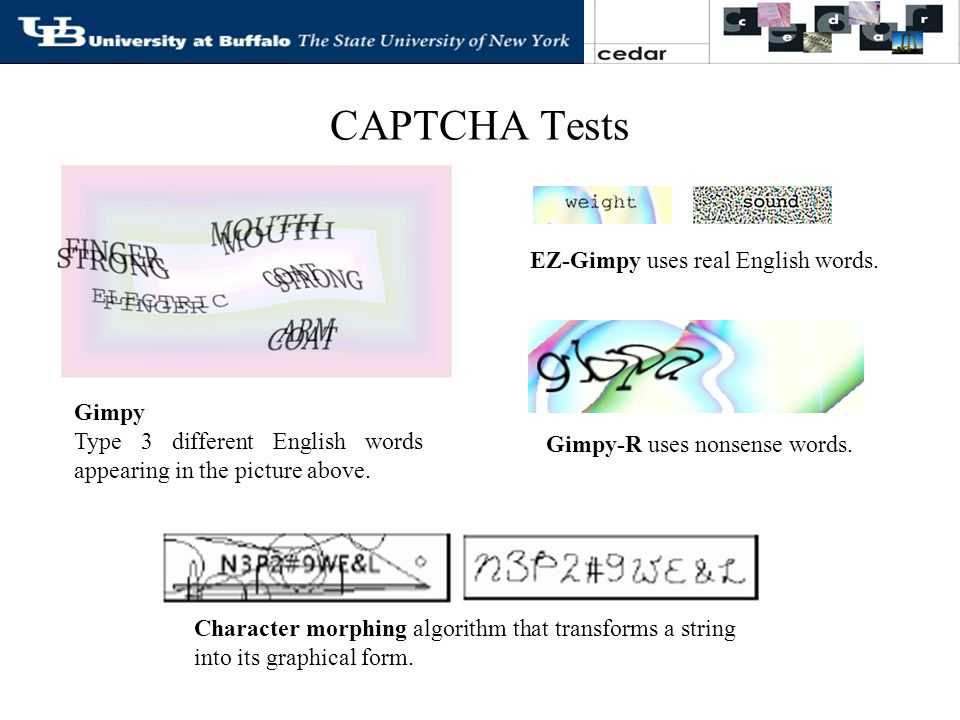 UB University at Buffalo The State University of New York
cedar
c e d a r
CAPTCHA Tests
MOUTH
MOUTH
FINGER
STRONG
COAT
STRONG
ELECTRIC
FINGER
ARM
COAT
weight
sound
EZ-Gimpy uses real English words.
gbopa
Gimpy
Type 3 different English words
appearing in the picture above.
Gimpy-R uses nonsense words.
N3P2#9WE&L
N3P2#9WE&L
Character morphing algorithm that transforms a string
into its graphical form.